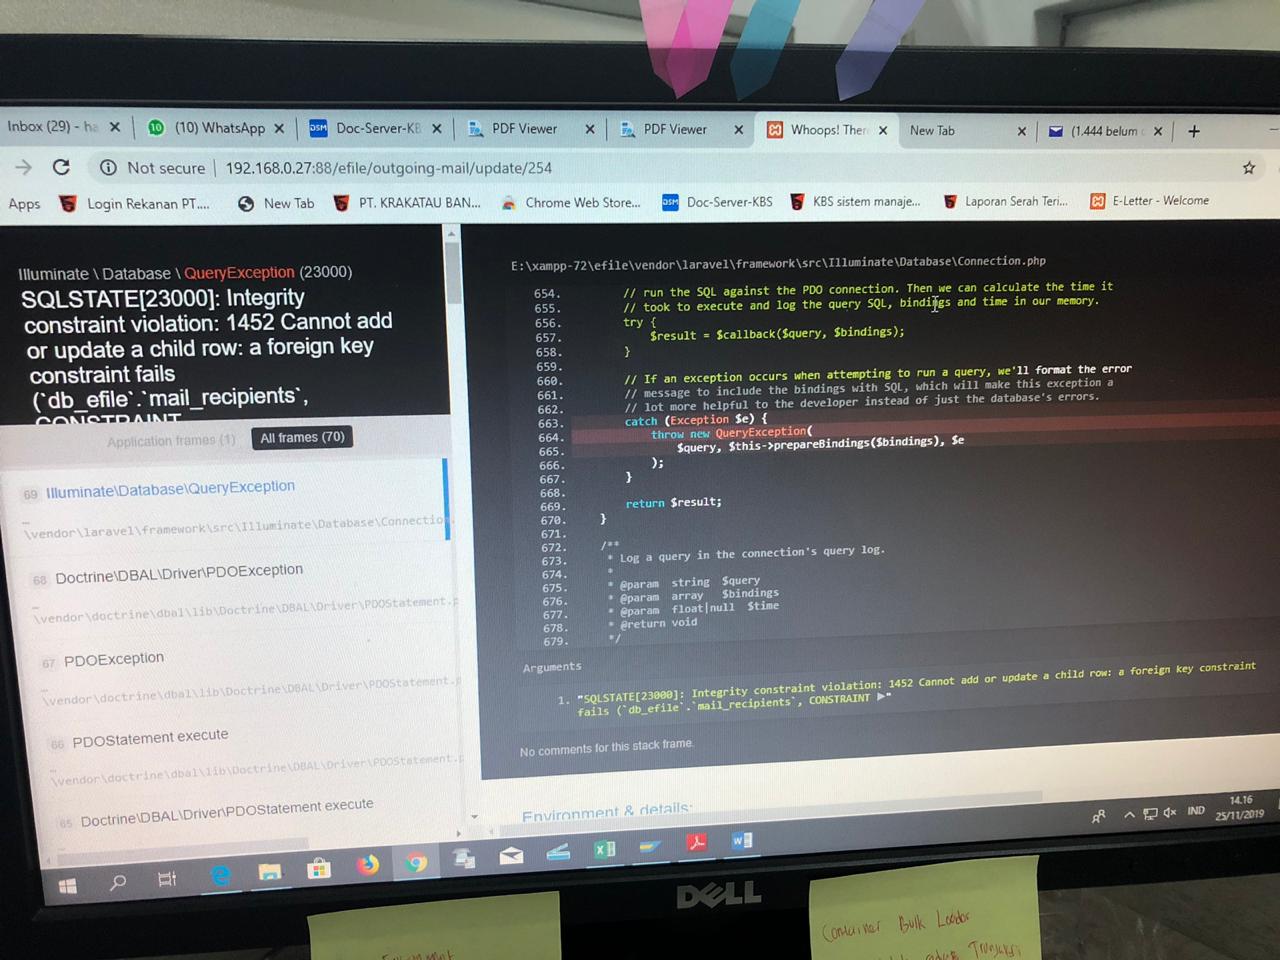 Inbox (29) - ha
10
(10) WhatsApp
DSM
Doc-Server-KB
PDF Viewer
PDF Viewer
Whoops! Ther
New Tab
(1.444 belum
Not secure
192.168.0.27:88/efile/outgoing-mail/update/254
Apps
Login Rekanan PT....
New Tab
PT. KRAKATAU BAN...
Chrome Web Store...
DSM
Doc-Server-KBS
KBS sistem manaje...
Laporan Serah Teri...
E-Letter - Welcome
Illuminate \ Database \ QueryException (23000)
SQLSTATE[23000]: Integrity
constraint violation: 1452 Cannot add
or update a child row: a foreign key
constraint fails
(`db_efile`.`mail_recipients`,
CONSTRAINT
Application frames (1)
All frames (70)
69 Illuminate\Database\QueryException
…\vendor\laravel\framework\src\Illuminate\Database\Connectio
68 Doctrine\DBAL\Driver\PDOException
…\vendor\doctrine\dbal\lib\Doctrine\DBAL\Driver\PDOStatement.p
67 PDOException
…\vendor\doctrine\dbal\lib\Doctrine\DBAL\Driver\PDOStatement.p
66 PDOStatement execute
…\vendor\doctrine\dbal\lib\Doctrine\DBAL\Driver\PDOStatement.p
65 Doctrine\DBAL\Driver\PDOStatement execute
E:\xampp-72\efile\vendor\laravel\framework\src\Illuminate\Database\Connection.php
654. // run the SQL against the PDO connection. Then we can calculate the time it
655. // took to execute and log the query SQL, bindings and time in our memory.
656. try {
657. $result = $callback($query, $bindings);
658. }
659.
660. // If an exception occurs when attempting to run a query, we'll format the error
661. // message to include the bindings with SQL, which will make this exception a
662. // lot more helpful to the developer instead of just the database's errors.
663. catch (Exception $e) {
664. throw new QueryException(
665. $query, $this->prepareBindings($bindings), $e
666. );
667. }
668.
669. return $result;
670. }
671.
672. /**
673. * Log a query in the connection's query log.
674. *
675. * @param string $query
676. * @param array $bindings
677. * @param float|null $time
678. * @return void
679. */
Arguments
1. "SQLSTATE[23000]: Integrity constraint violation: 1452 Cannot add or update a child row: a foreign key constraint
fails (`db_efile`.`mail_recipients`, CONSTRAINT ▶"
No comments for this stack frame.
Environment & details:
IND
14.16
25/11/2019
DELL
Container Bulk Loador